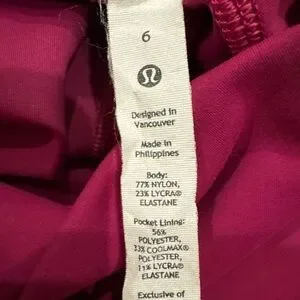 6
Designed in
Vancouver
Made in
Philippines
Body:
77% NYLON,
23% LYCRA®
ELASTANE
Pocket Lining:
56%
POLYESTER,
33% COOLMAX®
POLYESTER,
11% LYCRA®
ELASTANE
Exclusive of